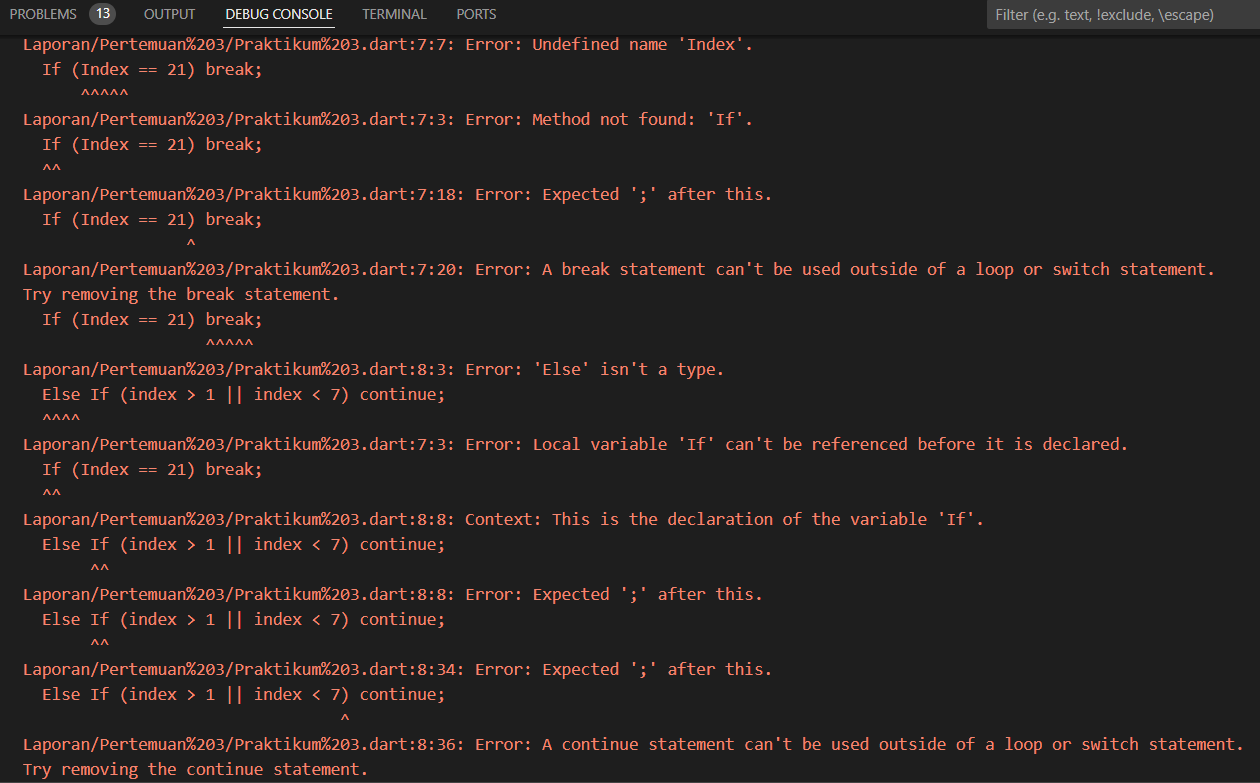 PROBLEMS 13 OUTPUT DEBUG CONSOLE TERMINAL PORTS Filter (e.g. text, !exclude, \escape)
Laporan/Pertemuan%203/Praktikum%203.dart:7:7: Error: Undefined name 'Index'.
If (Index == 21) break;
^^^^^
Laporan/Pertemuan%203/Praktikum%203.dart:7:3: Error: Method not found: 'If'.
If (Index == 21) break;
^^
Laporan/Pertemuan%203/Praktikum%203.dart:7:18: Error: Expected ';' after this.
If (Index == 21) break;
^
Laporan/Pertemuan%203/Praktikum%203.dart:7:20: Error: A break statement can't be used outside of a loop or switch statement.
Try removing the break statement.
If (Index == 21) break;
^^^^^
Laporan/Pertemuan%203/Praktikum%203.dart:8:3: Error: 'Else' isn't a type.
Else If (index > 1 || index < 7) continue;
^^^^
Laporan/Pertemuan%203/Praktikum%203.dart:7:3: Error: Local variable 'If' can't be referenced before it is declared.
If (Index == 21) break;
^^
Laporan/Pertemuan%203/Praktikum%203.dart:8:8: Context: This is the declaration of the variable 'If'.
Else If (index > 1 || index < 7) continue;
^^
Laporan/Pertemuan%203/Praktikum%203.dart:8:8: Error: Expected ';' after this.
Else If (index > 1 || index < 7) continue;
^^
Laporan/Pertemuan%203/Praktikum%203.dart:8:34: Error: Expected ';' after this.
Else If (index > 1 || index < 7) continue;
^
Laporan/Pertemuan%203/Praktikum%203.dart:8:36: Error: A continue statement can't be used outside of a loop or switch statement.
Try removing the continue statement.